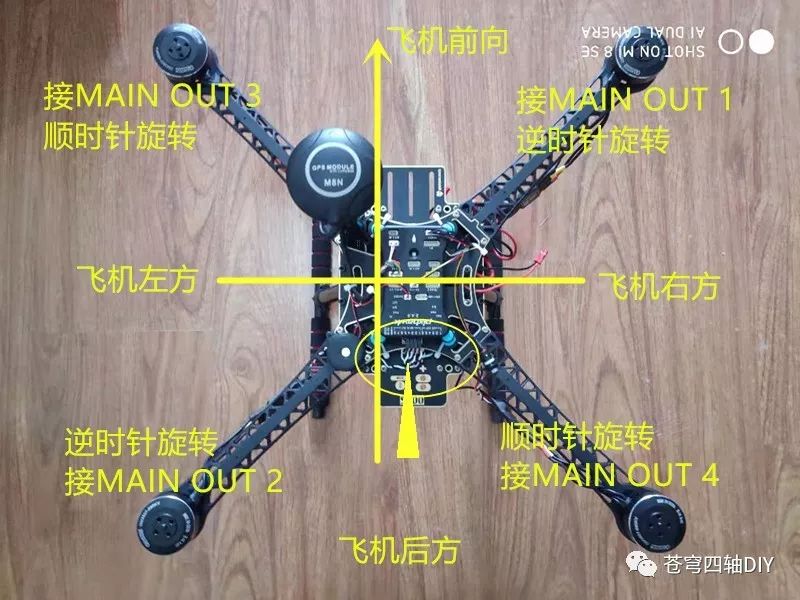 飞机前向
SHOT ON MI 8 SE
AI DUAL CAMERA
接MAIN OUT 3
顺时针旋转
接MAIN OUT 1
逆时针旋转
GPS MODULE
M8N
飞机左方
飞机右方
逆时针旋转
接MAIN OUT 2
顺时针旋转
接MAIN OUT 4
飞机后方
苍穹四轴DIY